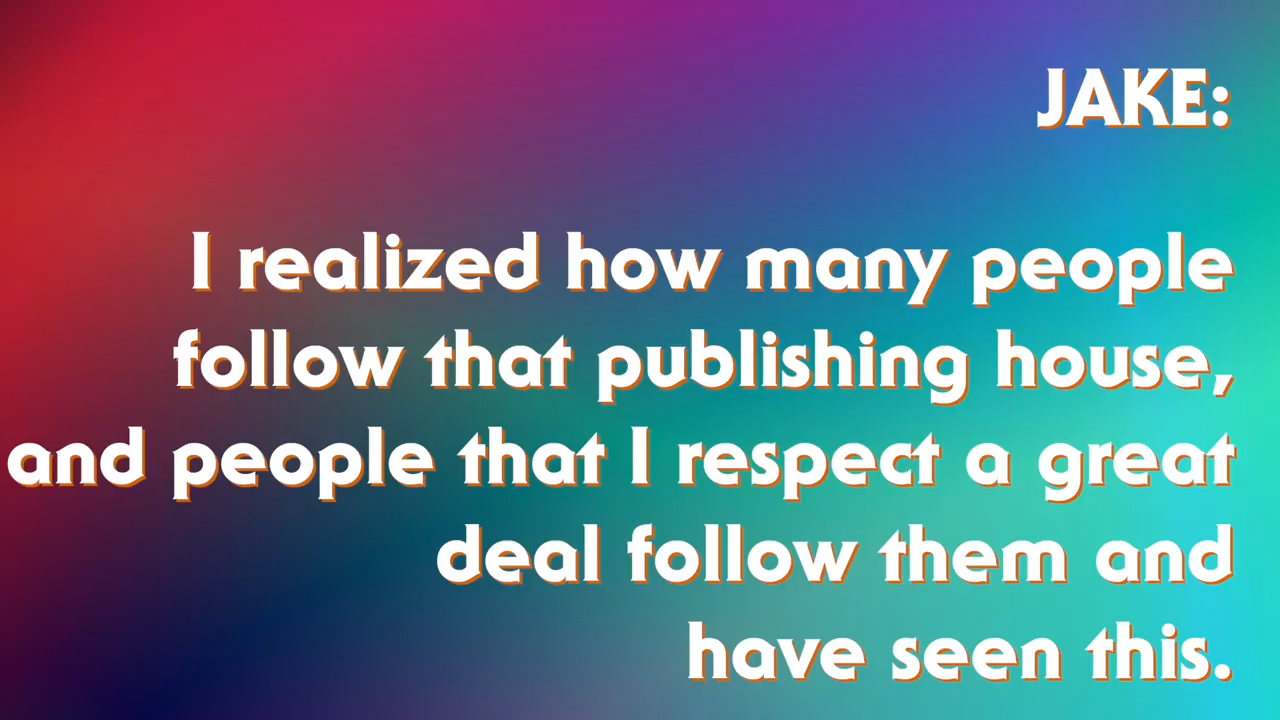 JAKE:
I realized how many people
follow that publishing house,
and people that I respect a great
deal follow them and
have seen this.